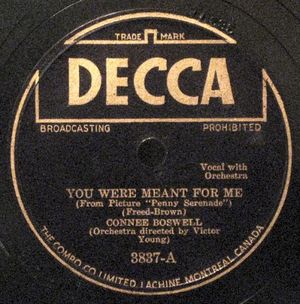 TRADE MARK
DECCA
BROADCASTING PROHIBITED
Vocal with
Orchestra
YOU WERE MEANT FOR ME
(From Picture "Penny Serenade")
(Freed-Brown)
CONNEE BOSWELL
(Orchestra directed by Victor
Young)
3837-A
THE COMPO CO. LIMITED, LACHINE, MONTREAL, CANADA